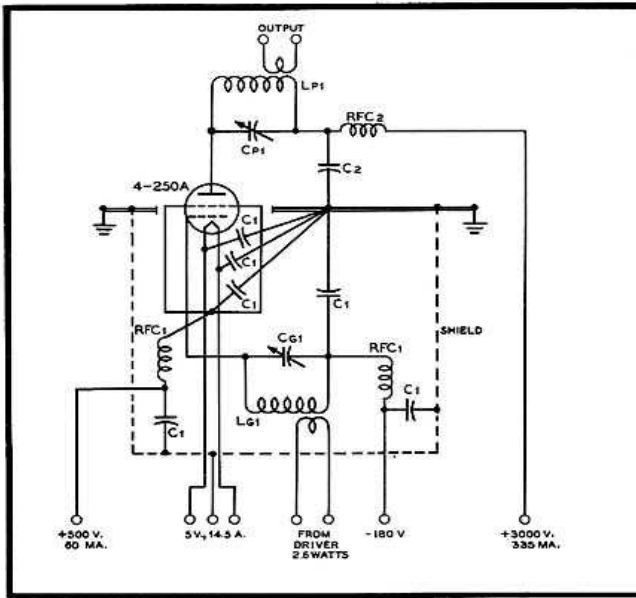 OUTPUT
LP1
RFC2
CP1
C2
4-250A
C1
C1
C1
C1
RFC1
CG1
RFC1
SHIELD
C1
C1
LG1
+500 V.
60 MA.
5V., 14.5 A.
FROM
DRIVER
2.6 WATTS
-180 V.
+3000 V.
335 MA.